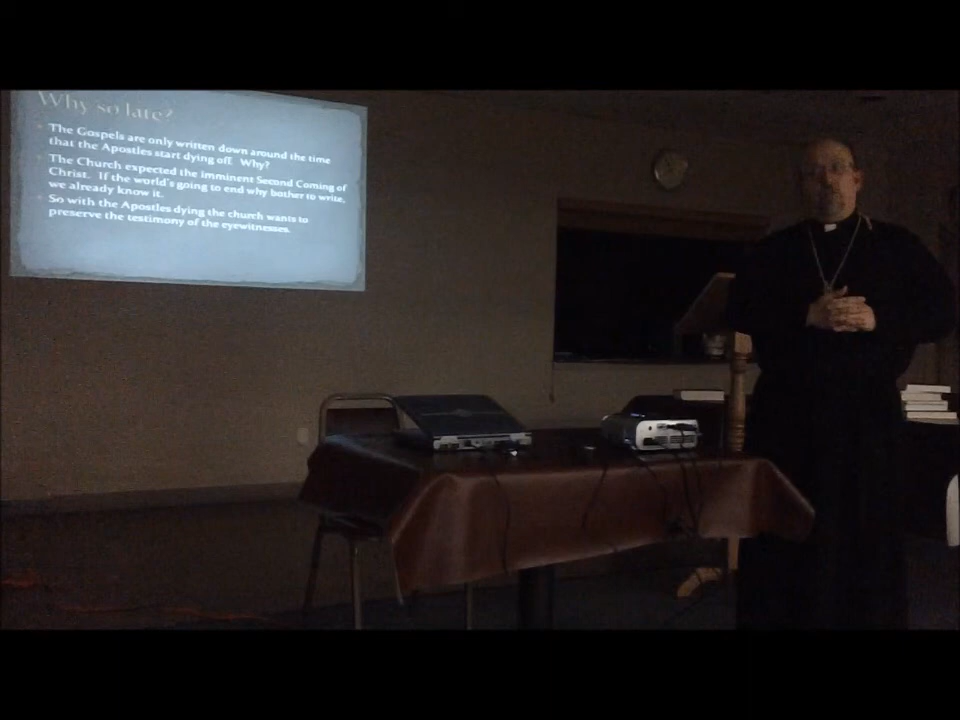 Why so late?
The Gospels are only written down around the time
that the Apostles start dying off. Why?
The Church expected the imminent Second Coming of
Christ. If the world's going to end why bother to write,
we already know it.
So with the Apostles dying the church wants to
preserve the testimony of the eyewitnesses.